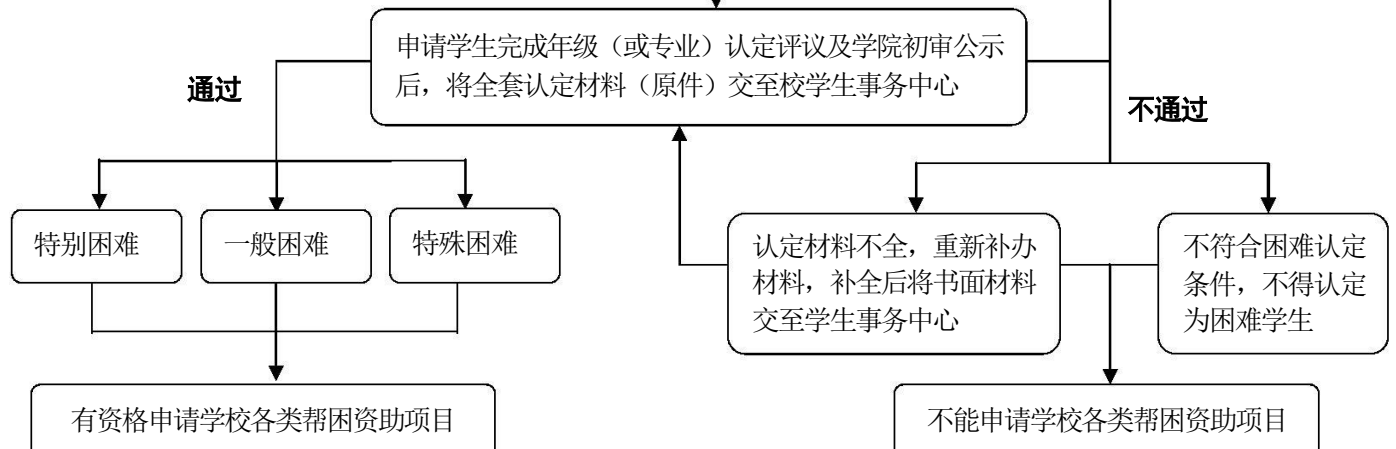 申请学生完成年级（或专业）认定评议及学院初审公示
后，将全套认定材料（原件）交至校学生事务中心
通过
不通过
特别困难
一般困难
特殊困难
认定材料不全，重新补办
材料，补全后将书面材料
交至学生事务中心
不符合困难认定
条件，不得认定
为困难学生
有资格申请学校各类帮困资助项目
不能申请学校各类帮困资助项目